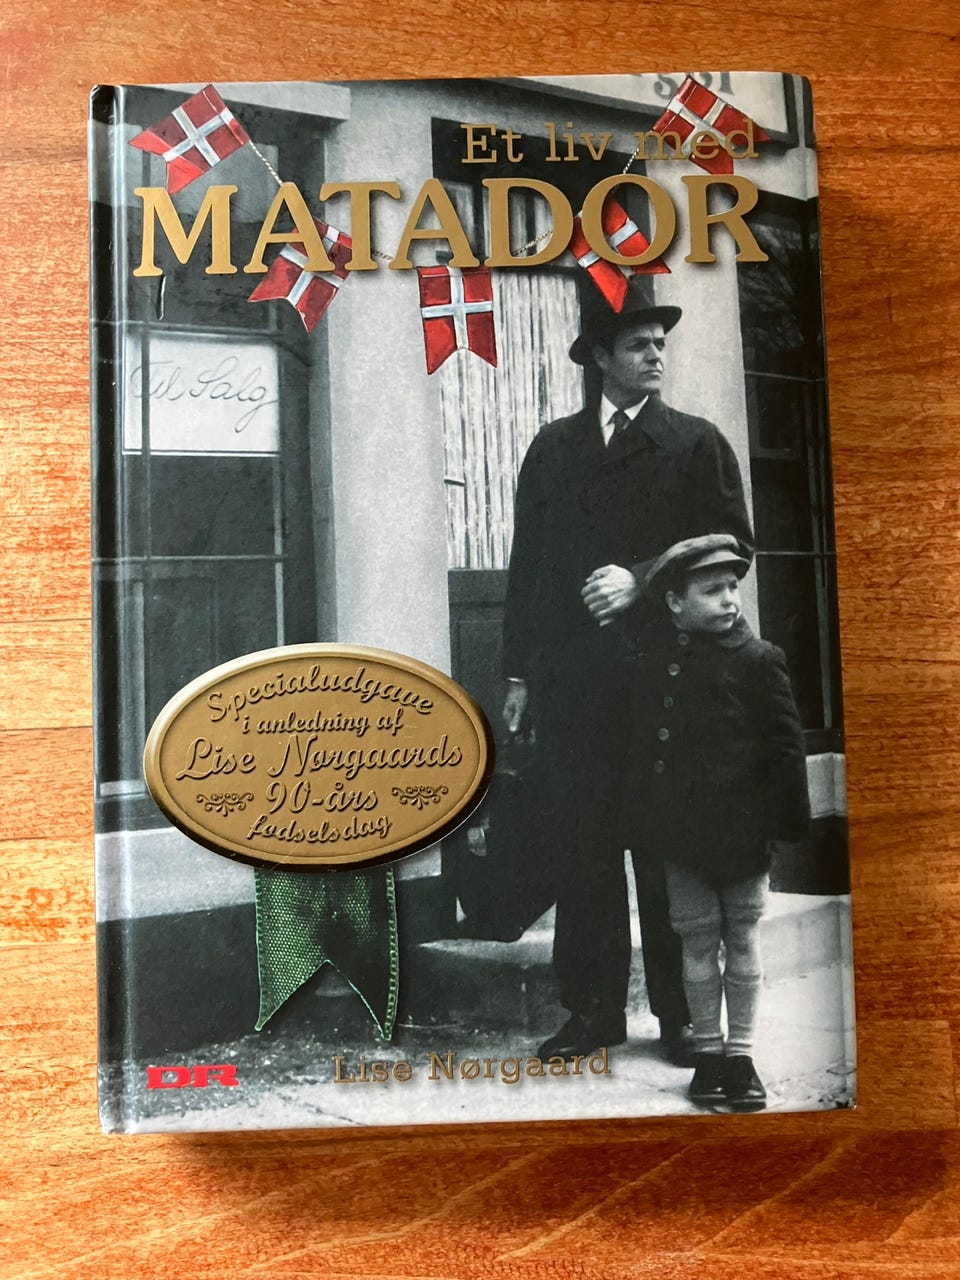 Et liv med
MATADOR
Til Salg
Specialudgave
i anledning af
Lise Nørgaards
90-års
fødselsdag
DR
Lise Nørgaard